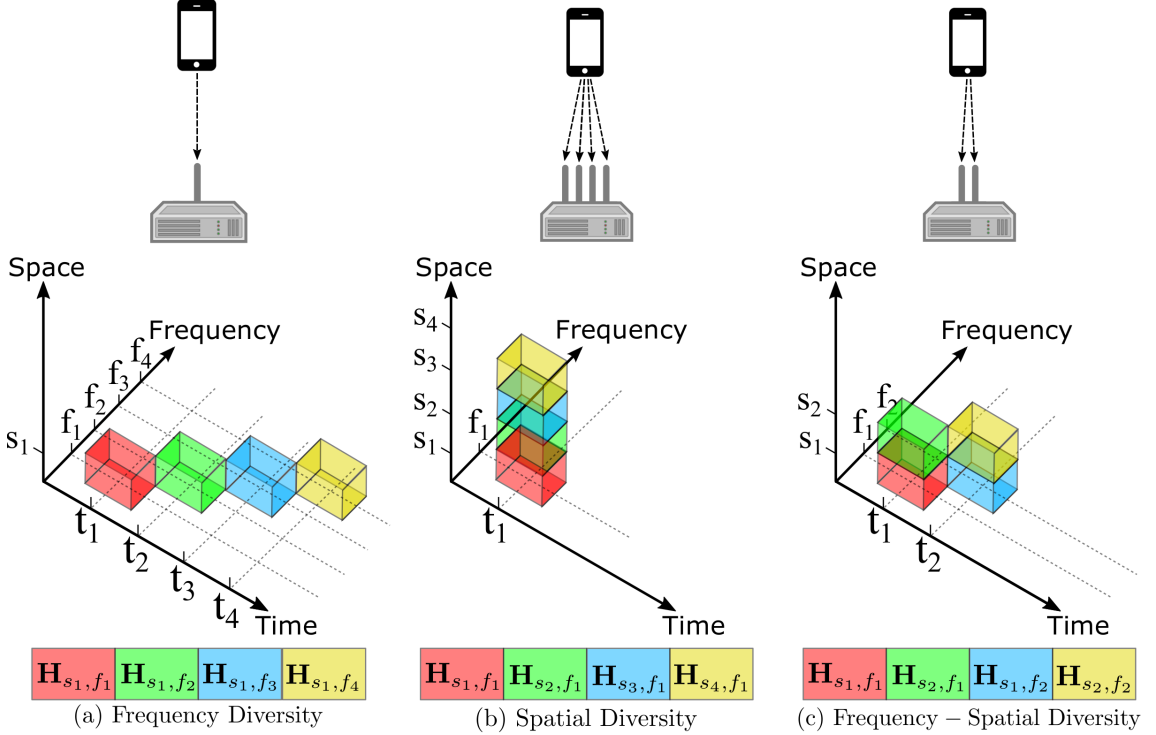 Space
Frequency
f4
f3
f2
f1
s1
t1
t2
t3
t4
Time
H_{s1,f1} H_{s1,f2} H_{s1,f3} H_{s1,f4}
(a) Frequency Diversity
Space
Frequency
s4
s3
s2
s1
f1
t1
Time
H_{s1,f1} H_{s2,f1} H_{s3,f1} H_{s4,f1}
(b) Spatial Diversity
Space
Frequency
s2
s1
f2
f1
t1
t2
Time
H_{s1,f1} H_{s2,f1} H_{s1,f2} H_{s2,f2}
(c) Frequency – Spatial Diversity